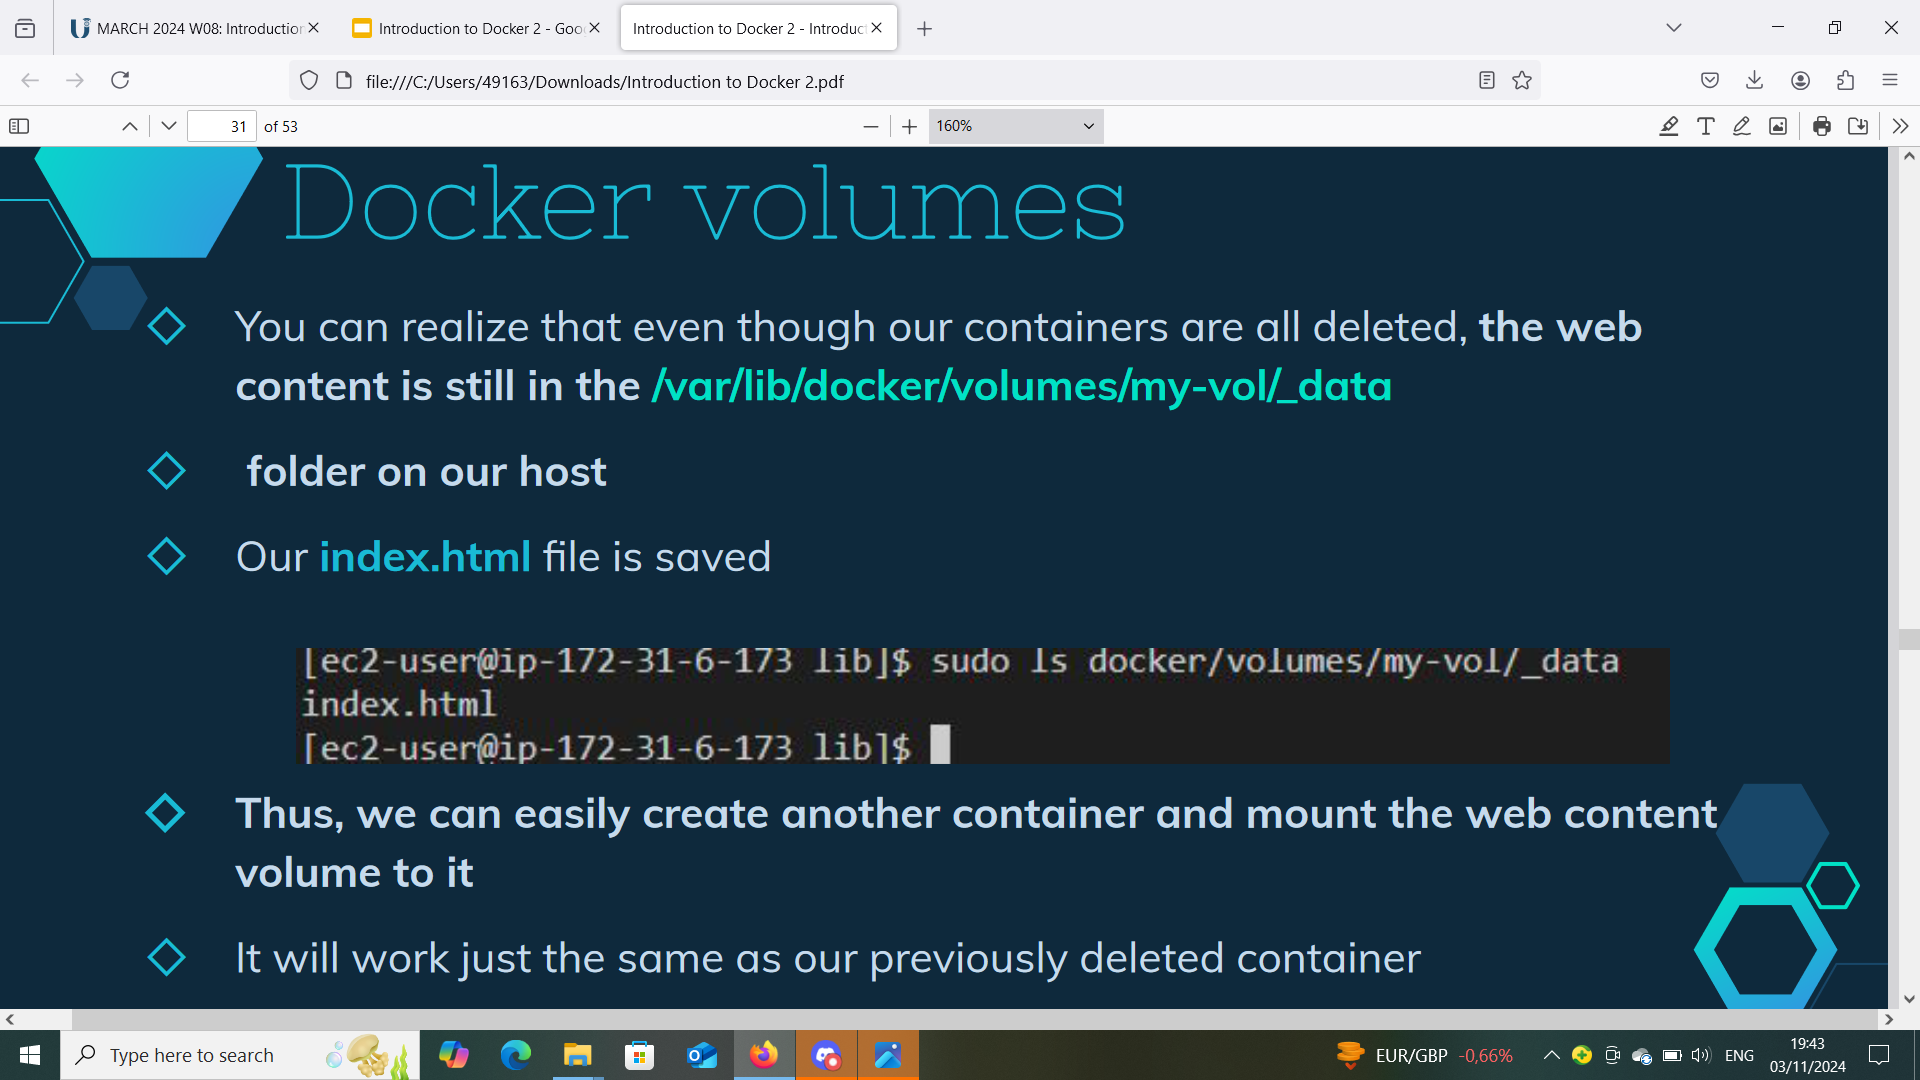 MARCH 2024 W08: Introduction
Introduction to Docker 2 - Goo
Introduction to Docker 2 - Introduc
file:///C:/Users/49163/Downloads/Introduction to Docker 2.pdf
31 of 53
160%
Docker volumes
You can realize that even though our containers are all deleted, the web
content is still in the /var/lib/docker/volumes/my-vol/_data
folder on our host
Our index.html file is saved
[ec2-user@ip-172-31-6-173 lib]$ sudo ls docker/volumes/my-vol/_data
index.html
[ec2-user@ip-172-31-6-173 lib]$
Thus, we can easily create another container and mount the web content
volume to it
It will work just the same as our previously deleted container
Type here to search
EUR/GBP -0,66%
ENG
19:43
03/11/2024